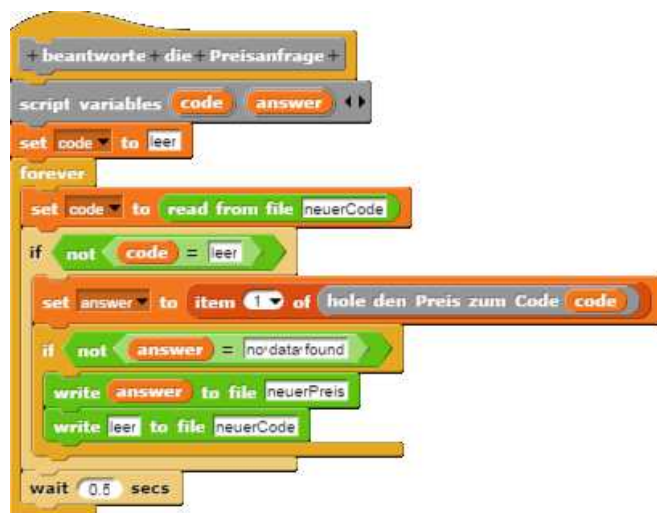 +beantworte+die+Preisanfrage+
script variables code answer
set code to leer
forever
set code to read from file neuerCode
if not code = leer
set answer to item 1 of hole den Preis zum Code code
if not answer = no data found
write answer to file neuerPreis
write leer to file neuerCode
wait 0.5 secs